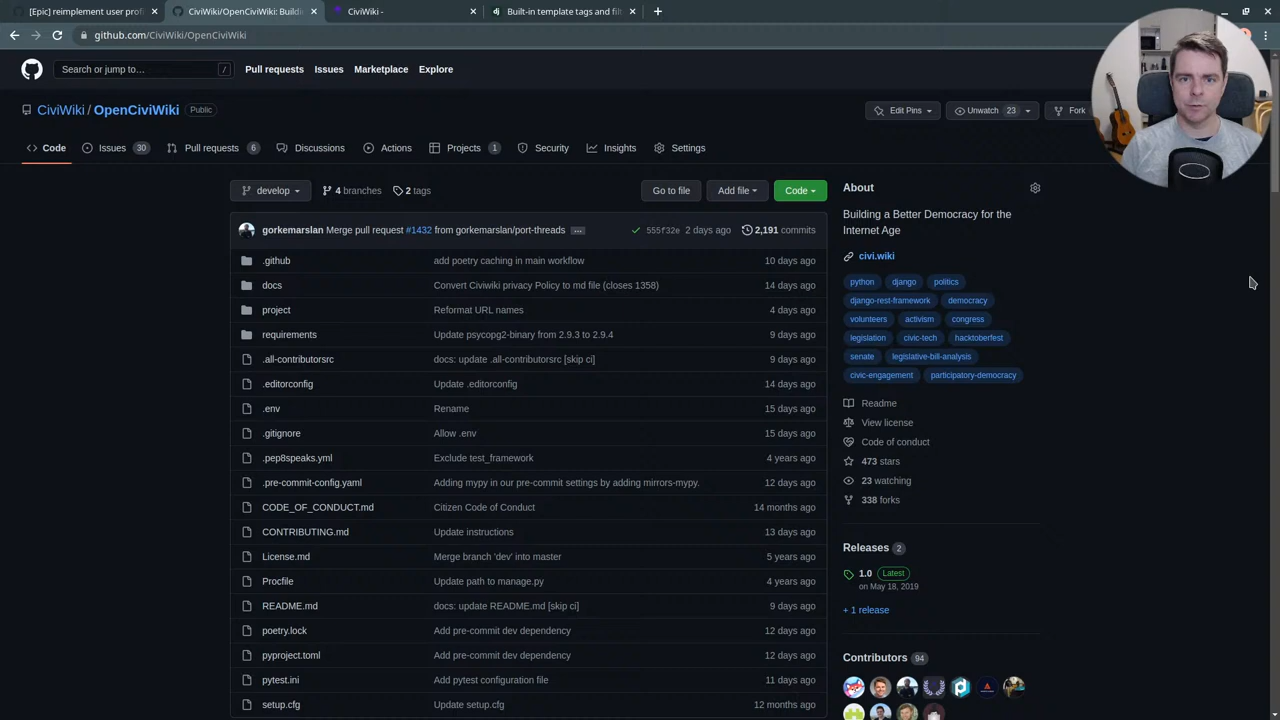 [Epic] reimplement user profi
CiviWiki/OpenCiviWiki: Buildin
CiviWiki -
dj Built-in template tags and filt
github.com/CiviWiki/OpenCiviWiki
Search or jump to…
/
Pull requests
Issues
Marketplace
Explore
CiviWiki / OpenCiviWiki
Public
Edit Pins
Unwatch 23
Fork
Code
Issues 30
Pull requests 6
Discussions
Actions
Projects 1
Security
Insights
Settings
develop
4 branches
2 tags
Go to file
Add file
Code
gorkemarslan Merge pull request #1432 from gorkemarslan/port-threads ...
555f32e 2 days ago
2,191 commits
.github add poetry caching in main workflow 10 days ago
docs Convert Civiwiki privacy Policy to md file (closes 1358) 14 days ago
project Reformat URL names 4 days ago
requirements Update psycopg2-binary from 2.9.3 to 2.9.4 9 days ago
.all-contributorsrc docs: update .all-contributorsrc [skip ci] 9 days ago
.editorconfig Update .editorconfig 14 days ago
.env Rename 15 days ago
.gitignore Allow .env 15 days ago
.pep8speaks.yml Exclude test_framework 4 years ago
.pre-commit-config.yaml Adding mypy in our pre-commit settings by adding mirrors-mypy. 12 days ago
CODE_OF_CONDUCT.md Citizen Code of Conduct 14 months ago
CONTRIBUTING.md Update instructions 13 days ago
License.md Merge branch 'dev' into master 5 years ago
Procfile Update path to manage.py 4 years ago
README.md docs: update README.md [skip ci] 9 days ago
poetry.lock Add pre-commit dev dependency 12 days ago
pyproject.toml Add pre-commit dev dependency 12 days ago
pytest.ini Add pytest configuration file 11 days ago
setup.cfg Update setup.cfg 12 months ago
About
Building a Better Democracy for the
Internet Age
civi.wiki
python django politics
django-rest-framework democracy
volunteers activism congress
legislation civic-tech hacktoberfest
senate legislative-bill-analysis
civic-engagement participatory-democracy
Readme
View license
Code of conduct
473 stars
23 watching
338 forks
Releases 2
1.0 Latest
on May 18, 2019
+ 1 release
Contributors 94